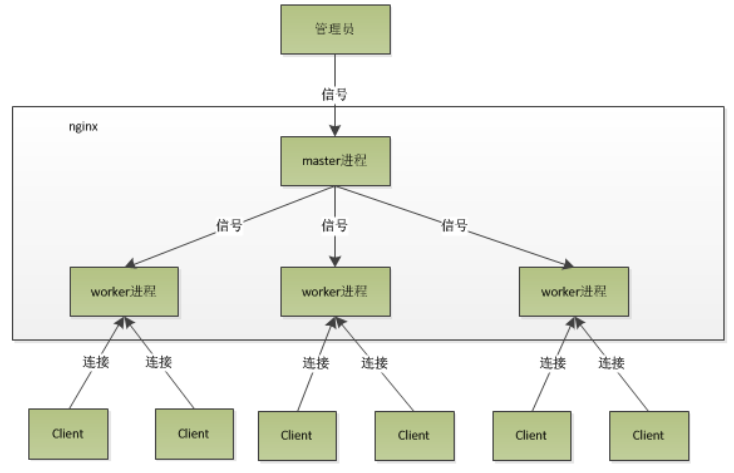 管理员
信号
nginx
master进程
信号
信号
信号
worker进程
worker进程
worker进程
连接
连接
连接
连接
连接
连接
Client
Client
Client
Client
Client
Client